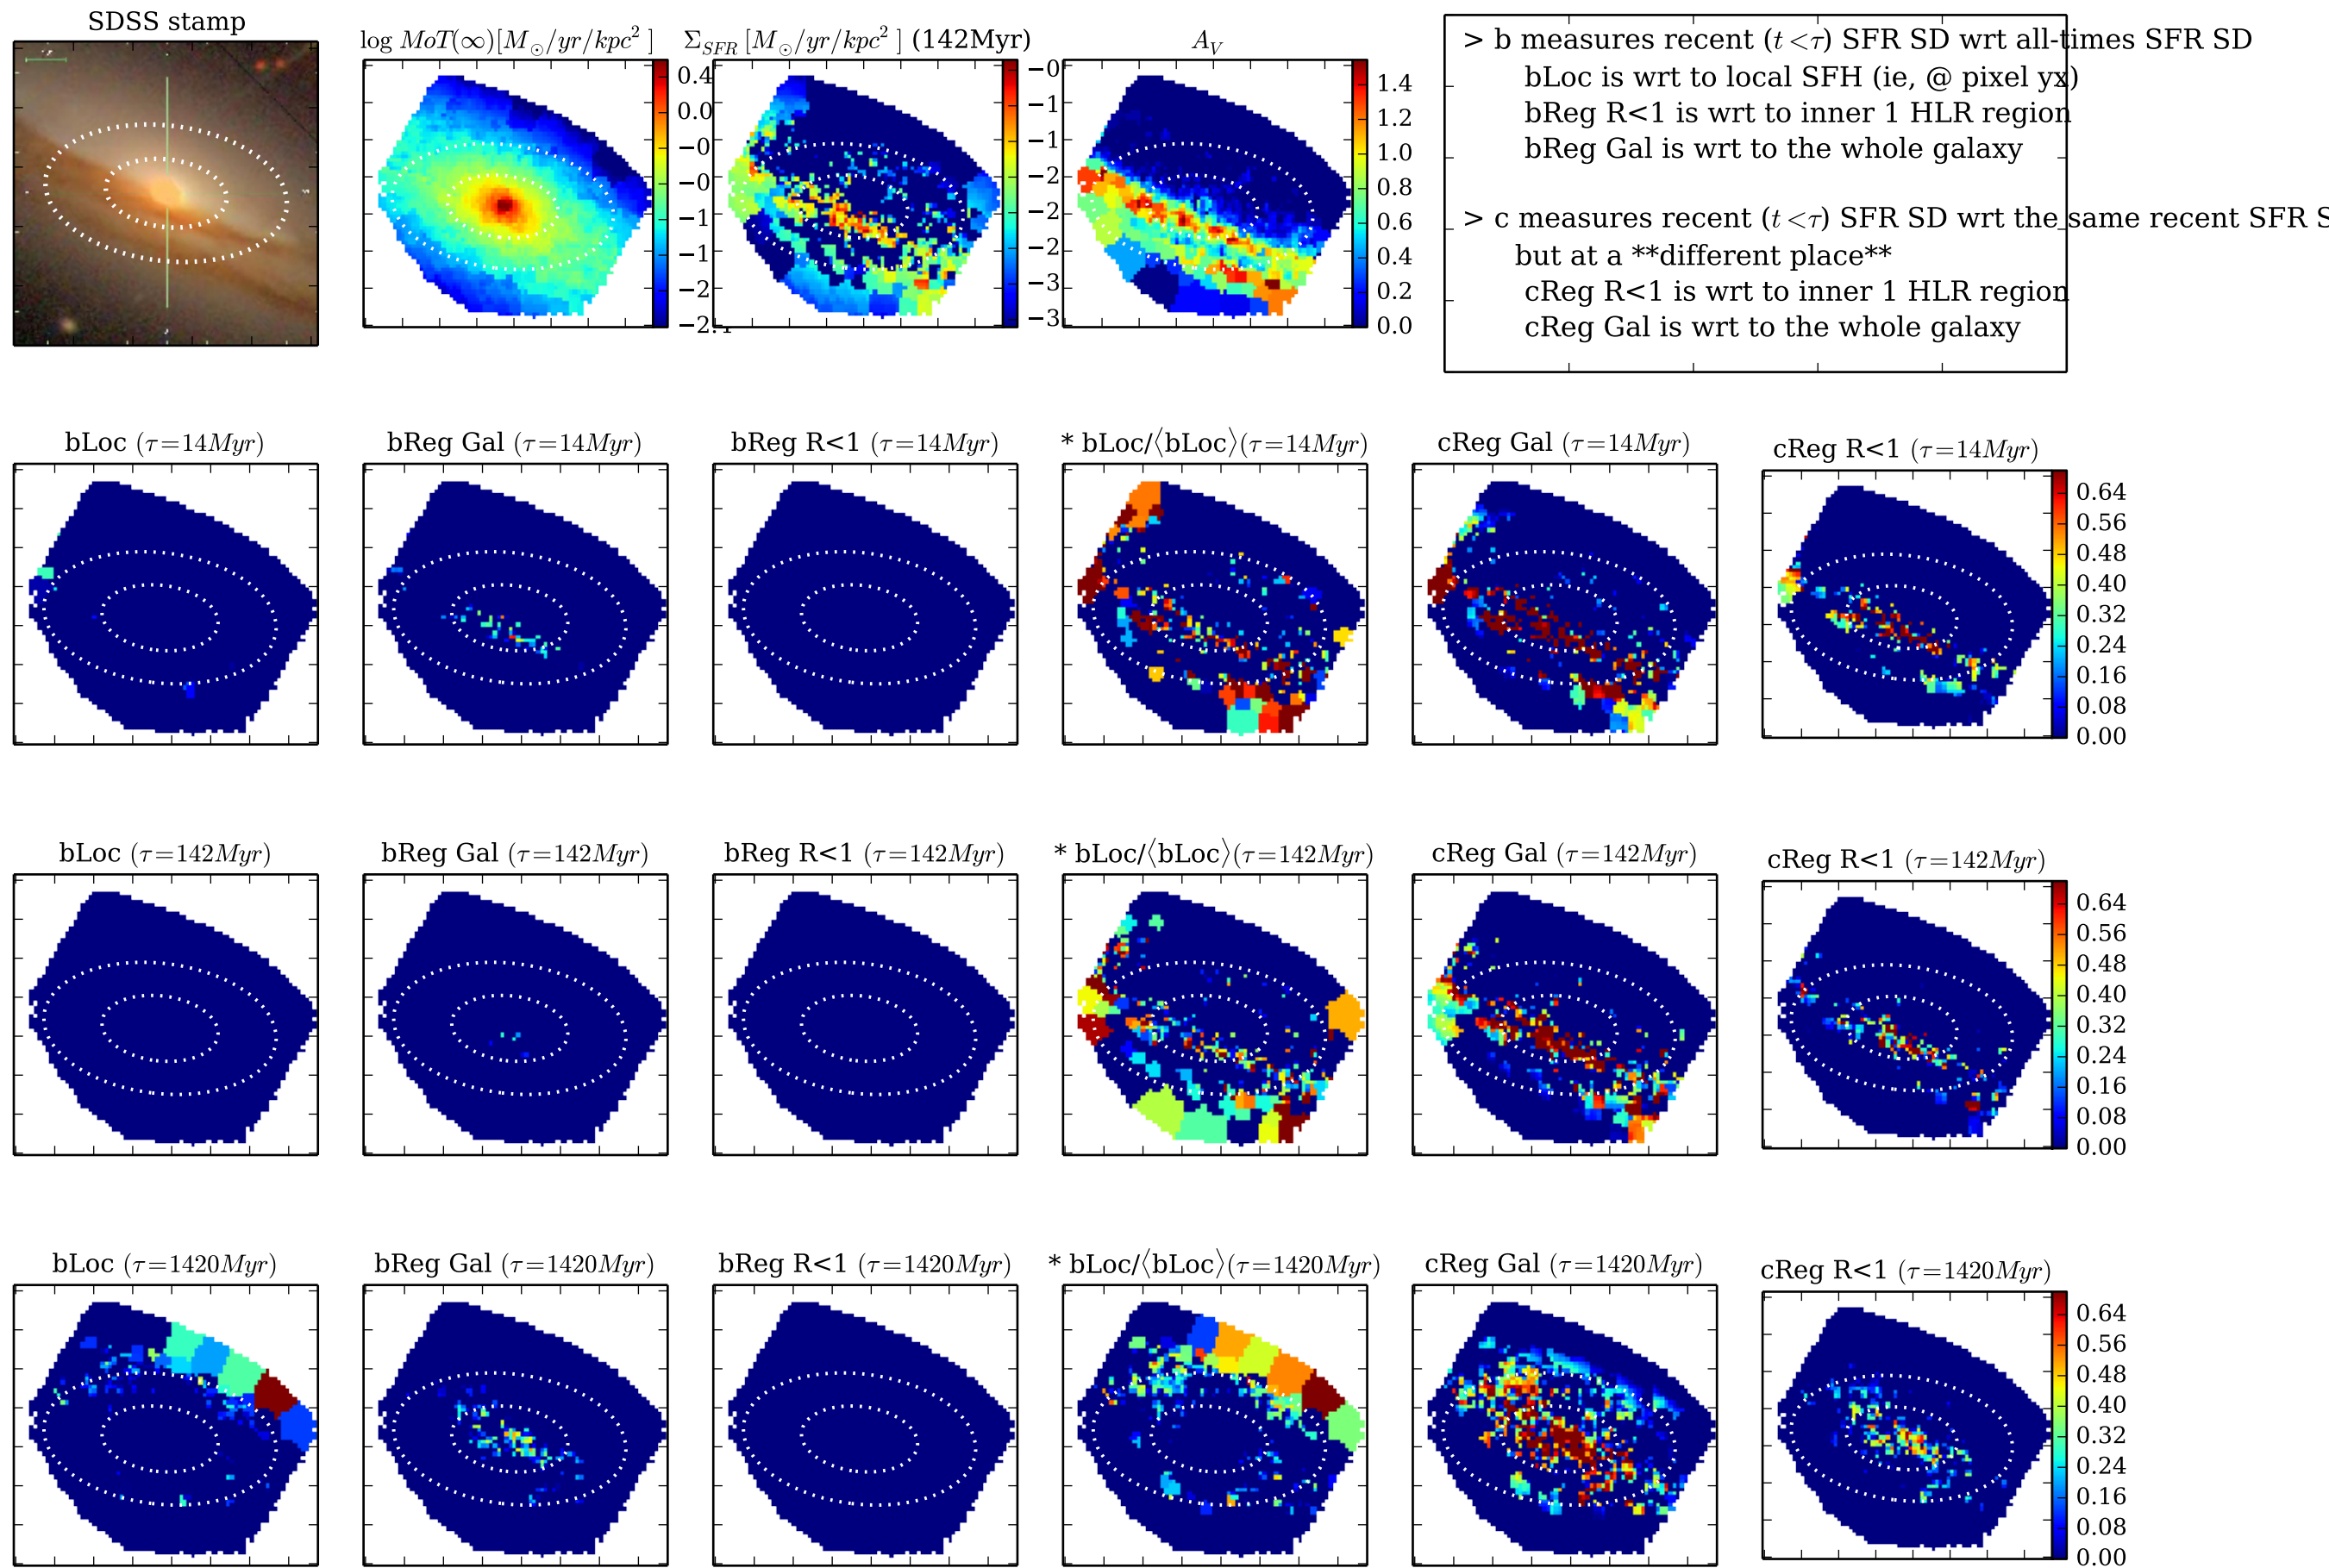 SDSS stamp
log MoT(∞)[M⊙/yr/kpc²]
Σ_SFR [M⊙/yr/kpc²] (142Myr)
A_V
0.4
0.0
−0
−0
−1
−1
−2
−2.4
−0
−1
−1
−2
−2
−2
−3
−3
1.4
1.2
1.0
0.8
0.6
0.4
0.2
0.0
> b measures recent (t<τ) SFR SD wrt all-times SFR SD
bLoc is wrt to local SFH (ie, @ pixel yx)
bReg R<1 is wrt to inner 1 HLR region
bReg Gal is wrt to the whole galaxy
> c measures recent (t<τ) SFR SD wrt the same recent SFR S
but at a **different place**
cReg R<1 is wrt to inner 1 HLR region
cReg Gal is wrt to the whole galaxy
bLoc (τ=14Myr)
bReg Gal (τ=14Myr)
bReg R<1 (τ=14Myr)
* bLoc/⟨bLoc⟩(τ=14Myr)
cReg Gal (τ=14Myr)
cReg R<1 (τ=14Myr)
0.64
0.56
0.48
0.40
0.32
0.24
0.16
0.08
0.00
bLoc (τ=142Myr)
bReg Gal (τ=142Myr)
bReg R<1 (τ=142Myr)
* bLoc/⟨bLoc⟩(τ=142Myr)
cReg Gal (τ=142Myr)
cReg R<1 (τ=142Myr)
0.64
0.56
0.48
0.40
0.32
0.24
0.16
0.08
0.00
bLoc (τ=1420Myr)
bReg Gal (τ=1420Myr)
bReg R<1 (τ=1420Myr)
* bLoc/⟨bLoc⟩(τ=1420Myr)
cReg Gal (τ=1420Myr)
cReg R<1 (τ=1420Myr)
0.64
0.56
0.48
0.40
0.32
0.24
0.16
0.08
0.00